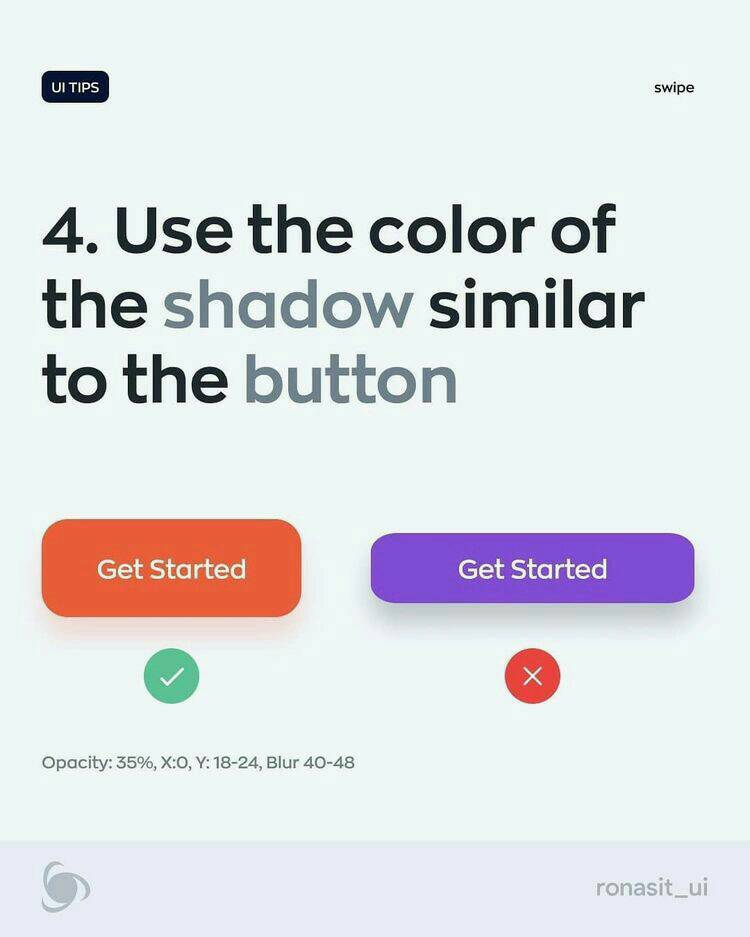 UI TIPS
swipe
4. Use the color of
the shadow similar
to the button
Get Started
Get Started
Opacity: 35%, X:0, Y: 18-24, Blur 40-48
ronasit_ui